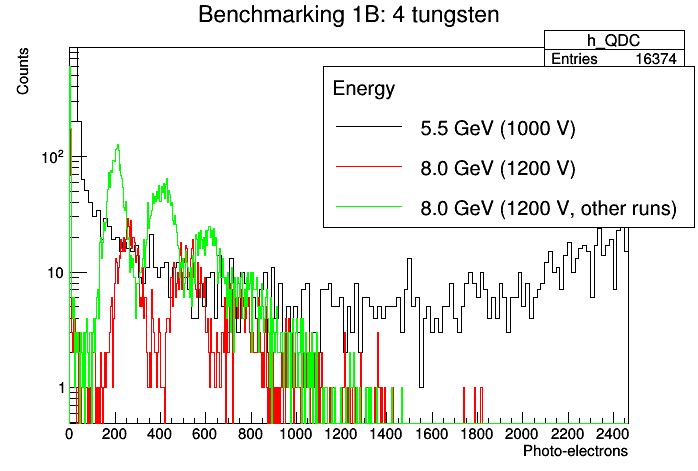 Benchmarking 1B: 4 tungsten
h_QDC
Entries 16374
Energy
5.5 GeV (1000 V)
8.0 GeV (1200 V)
8.0 GeV (1200 V, other runs)
Counts
10²
10
1
0 200 400 600 800 1000 1200 1400 1600 1800 2000 2200 2400
Photo-electrons